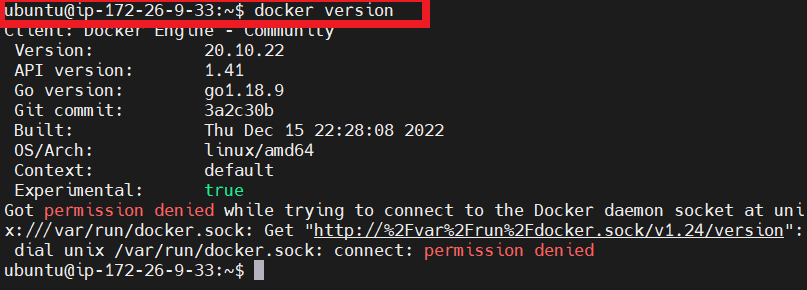 ubuntu@ip-172-26-9-33:~$ docker version
Client: Docker Engine - Community
 Version:           20.10.22
 API version:       1.41
 Go version:        go1.18.9
 Git commit:        3a2c30b
 Built:             Thu Dec 15 22:28:08 2022
 OS/Arch:           linux/amd64
 Context:           default
 Experimental:      true
Got permission denied while trying to connect to the Docker daemon socket at uni
x:///var/run/docker.sock: Get "http://%2Fvar%2Frun%2Fdocker.sock/v1.24/version":
 dial unix /var/run/docker.sock: connect: permission denied
ubuntu@ip-172-26-9-33:~$